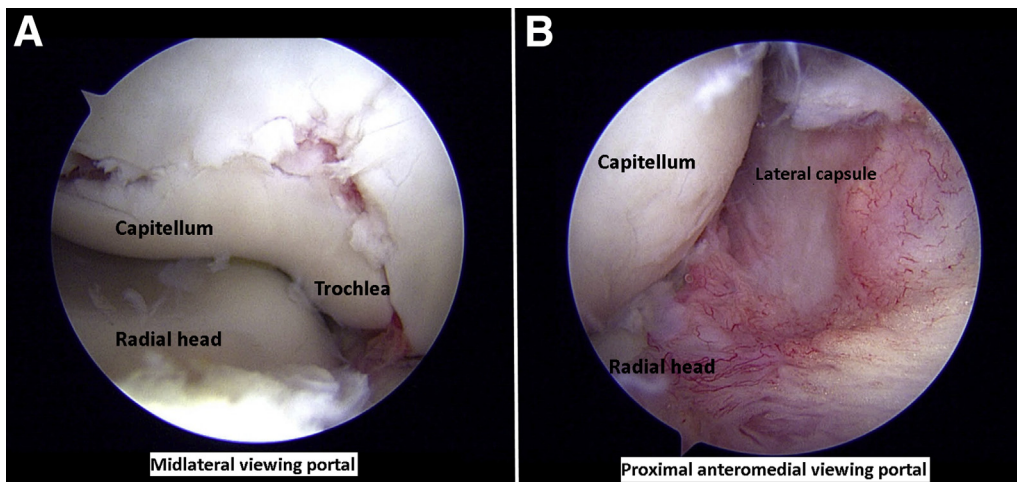 A
Capitellum
Trochlea
Radial head
Midlateral viewing portal
B
Capitellum
Lateral capsule
Radial head
Proximal anteromedial viewing portal